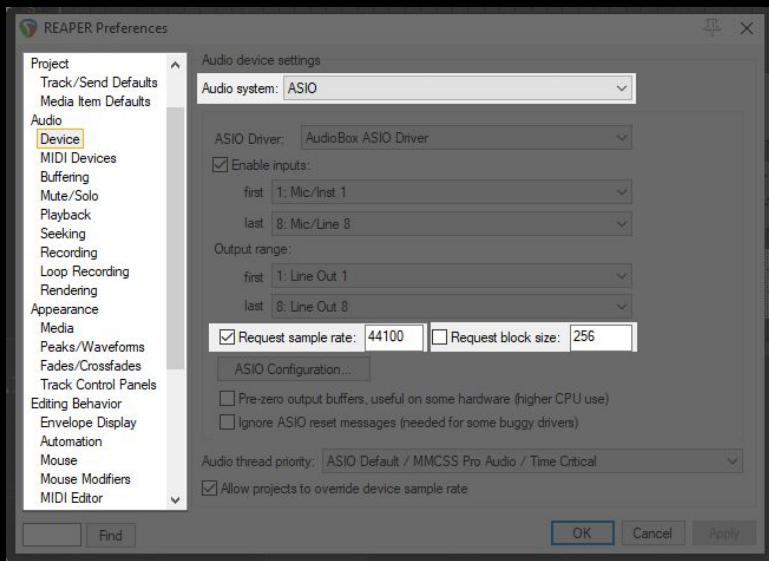 REAPER Preferences
Project
Track/Send Defaults
Media Item Defaults
Audio
Device
MIDI Devices
Buffering
Mute/Solo
Playback
Seeking
Recording
Loop Recording
Rendering
Appearance
Media
Peaks/Waveforms
Fades/Crossfades
Track Control Panels
Editing Behavior
Envelope Display
Automation
Mouse
Mouse Modifiers
MIDI Editor
Find
Audio device settings
Audio system: ASIO
ASIO Driver: AudioBox ASIO Driver
Enable inputs:
first 1: Mic/Inst 1
last 8: Mic/Line 8
Output range:
first 1: Line Out 1
last 8: Line Out 8
Request sample rate: 44100 Request block size: 256
ASIO Configuration...
Pre-zero output buffers, useful on some hardware (higher CPU use)
Ignore ASIO reset messages (needed for some buggy drivers)
Audio thread priority: ASIO Default / MMCSS Pro Audio / Time Critical
Allow projects to override device sample rate
OK Cancel Apply